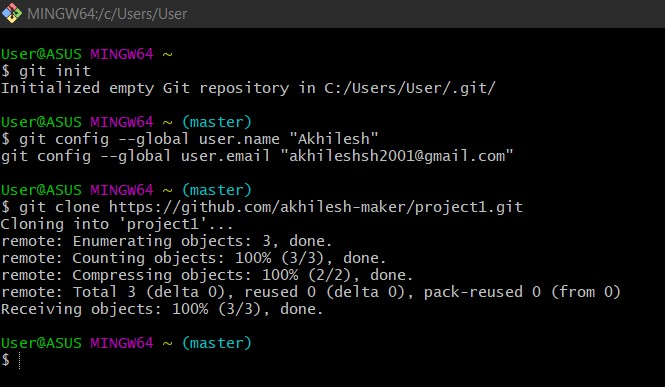 MINGW64:/c/Users/User
User@ASUS MINGW64 ~
$ git init
Initialized empty Git repository in C:/Users/User/.git/
User@ASUS MINGW64 ~ (master)
$ git config --global user.name "Akhilesh"
git config --global user.email "akhileshsh2001@gmail.com"
User@ASUS MINGW64 ~ (master)
$ git clone https://github.com/akhilesh-maker/project1.git
Cloning into 'project1'...
remote: Enumerating objects: 3, done.
remote: Counting objects: 100% (3/3), done.
remote: Compressing objects: 100% (2/2), done.
remote: Total 3 (delta 0), reused 0 (delta 0), pack-reused 0 (from 0)
Receiving objects: 100% (3/3), done.
User@ASUS MINGW64 ~ (master)
$